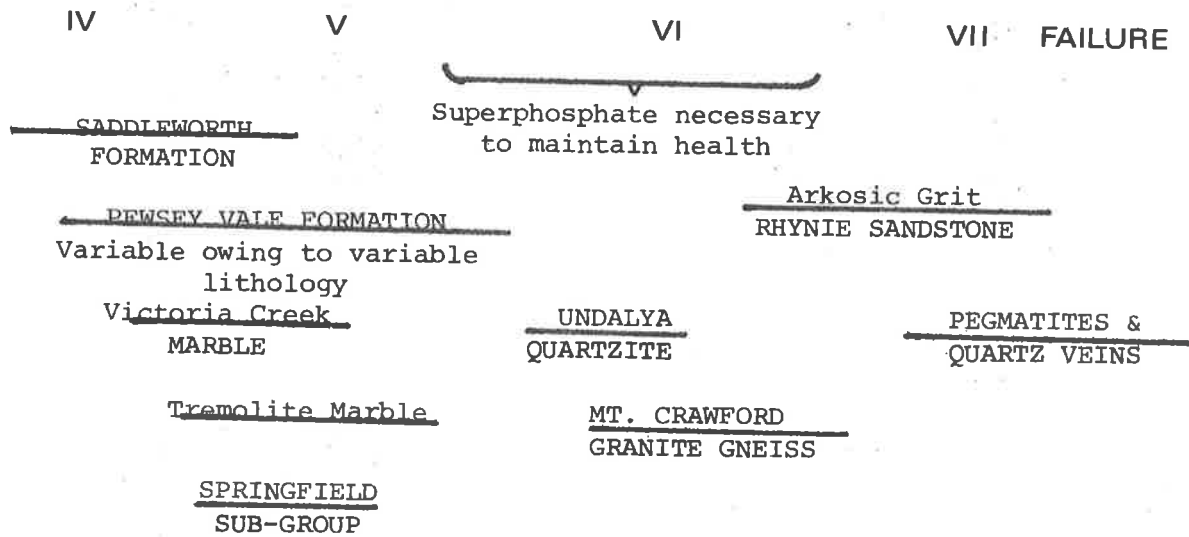 IV V VI VII FAILURE
Superphosphate necessary
to maintain health
SADDLEWORTH
FORMATION
Arkosic Grit
RHYNIE SANDSTONE
PEWSEY VALE FORMATION
Variable owing to variable
lithology
Victoria Creek
MARBLE
UNDALYA
QUARTZITE
PEGMATITES &
QUARTZ VEINS
Tremolite Marble
MT. CRAWFORD
GRANITE GNEISS
SPRINGFIELD
SUB-GROUP